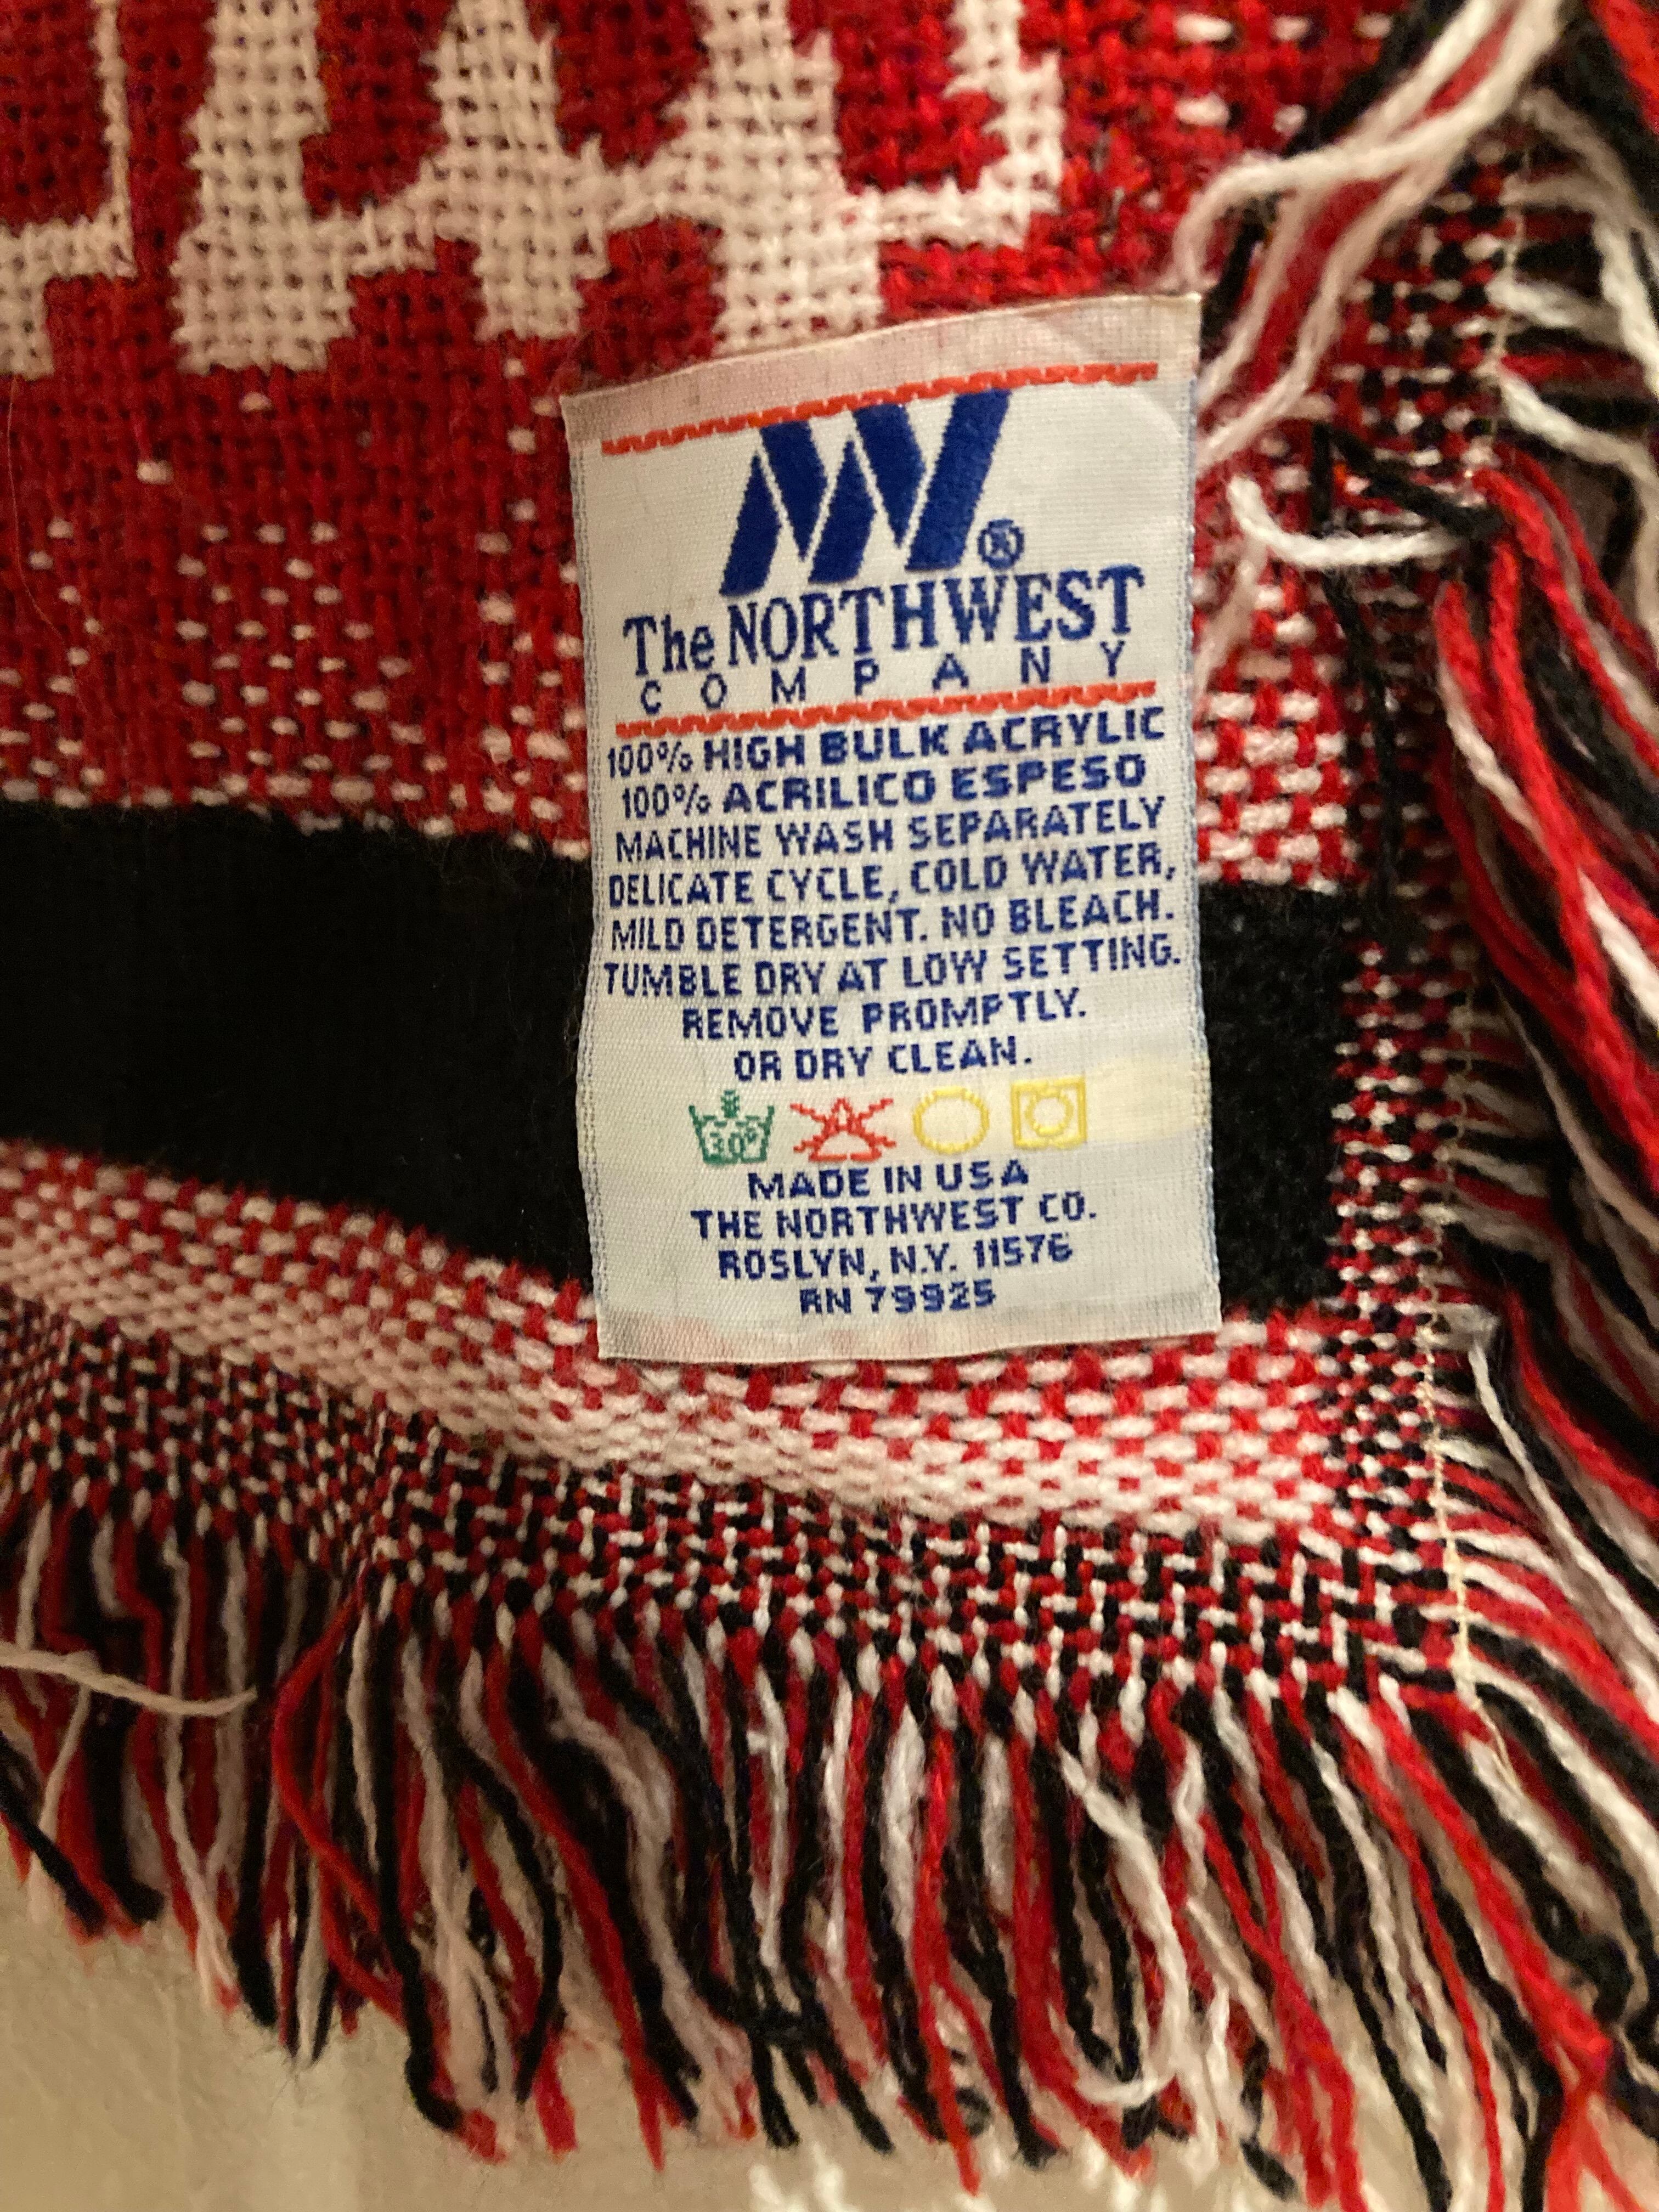 ®
The NORTHWEST
COMPANY
100% HIGH BULK ACRYLIC
100% ACRILICO ESPESO
MACHINE WASH SEPARATELY
DELICATE CYCLE, COLD WATER,
MILD DETERGENT. NO BLEACH.
TUMBLE DRY AT LOW SETTING.
REMOVE PROMPTLY.
OR DRY CLEAN.
30°
MADE IN USA
THE NORTHWEST CO.
ROSLYN, N.Y. 11576
RN 79925